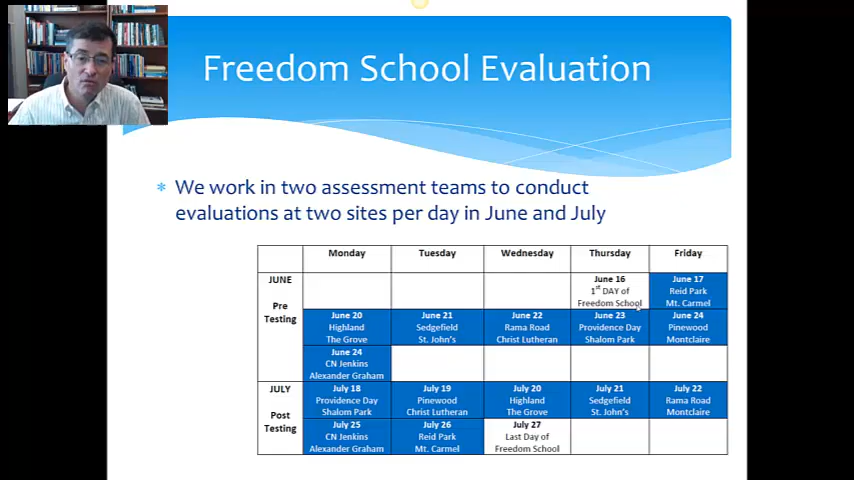 Freedom School Evaluation
We work in two assessment teams to conduct
evaluations at two sites per day in June and July
Monday Tuesday Wednesday Thursday Friday
JUNE
Pre
Testing
June 16
1st DAY of
Freedom School
June 17
Reid Park
Mt. Carmel
June 20
Highland
The Grove
June 21
Sedgefield
St. John's
June 22
Rama Road
Christ Lutheran
June 23
Providence Day
Shalom Park
June 24
Pinewood
Montclaire
June 24
CN Jenkins
Alexander Graham
JULY
Post
Testing
July 18
Providence Day
Shalom Park
July 19
Pinewood
Christ Lutheran
July 20
Highland
The Grove
July 21
Sedgefield
St. John's
July 22
Rama Road
Montclaire
July 25
CN Jenkins
Alexander Graham
July 26
Reid Park
Mt. Carmel
July 27
Last Day of
Freedom School